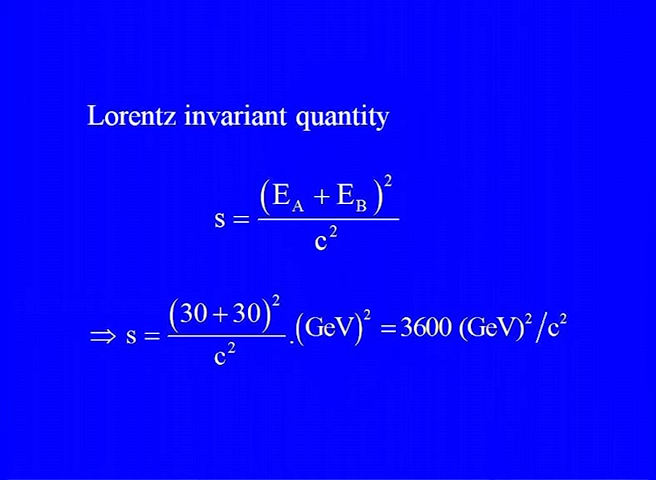 Lorentz invariant quantity
s = (E_A + E_B)^2 / c^2
⇒ s = (30 + 30)^2 / c^2 .(GeV)^2 = 3600 (GeV)^2/c^2